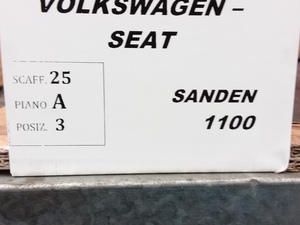 VOLKSWAGEN –
SEAT
SCAFF. 25
PIANO A
POSIZ. 3
SANDEN
1100